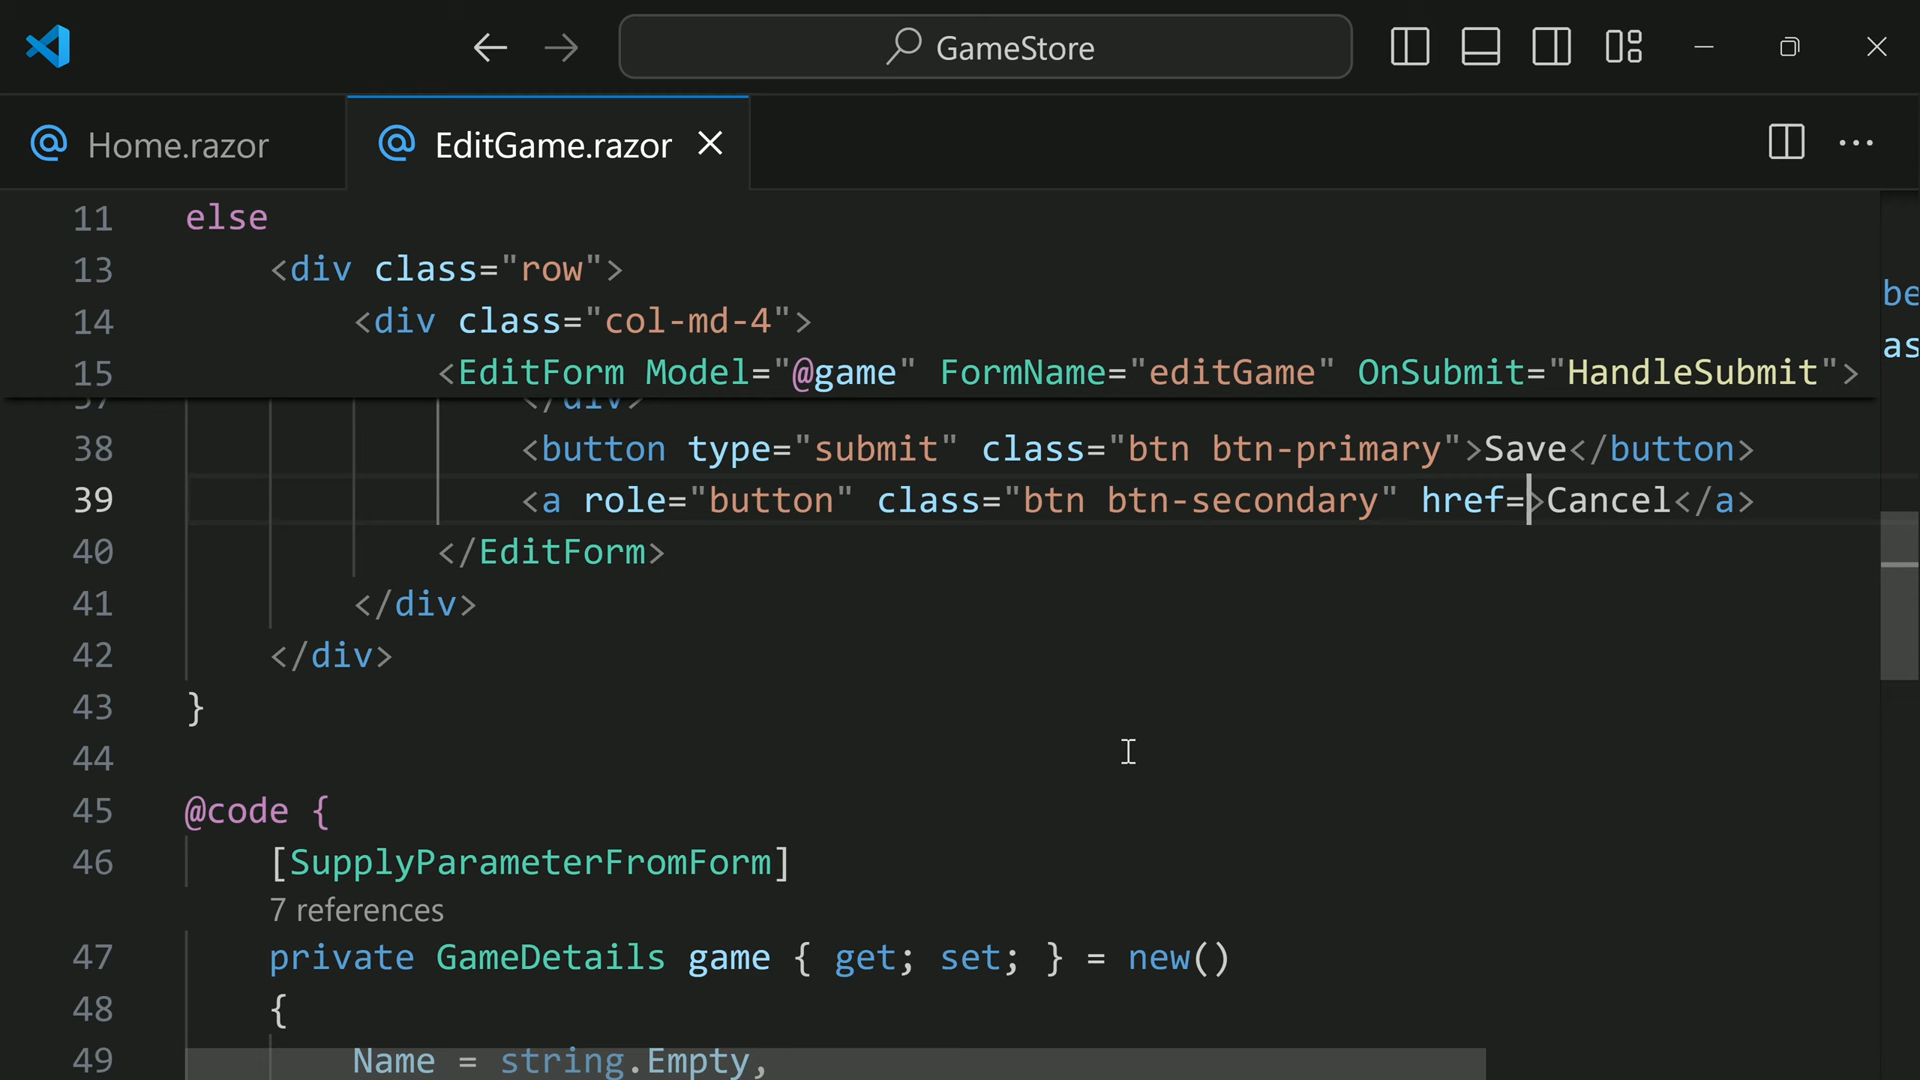 GameStore
Home.razor
EditGame.razor
11 else
13 <div class="row">
14 <div class="col-md-4">
15 <EditForm Model="@game" FormName="editGame" OnSubmit="HandleSubmit">
37 </div>
38 <button type="submit" class="btn btn-primary">Save</button>
39 <a role="button" class="btn btn-secondary" href=>Cancel</a>
40 </EditForm>
41 </div>
42 </div>
43 }
44
45 @code {
46 [SupplyParameterFromForm]
7 references
47 private GameDetails game { get; set; } = new()
48 {
49 Name = string.Empty,
be
as